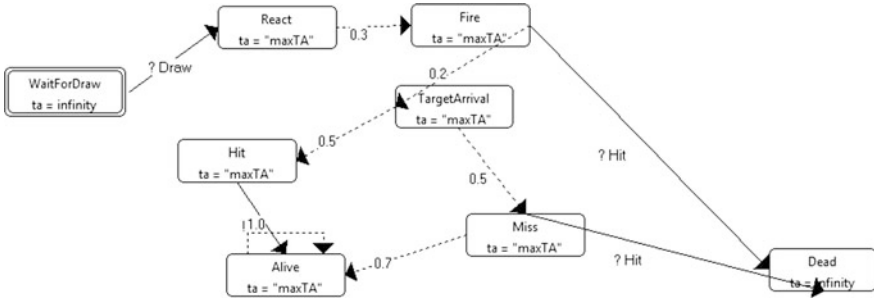 React
ta = "maxTA"
0.3
Fire
ta = "maxTA"
? Draw
WaitForDraw
ta = infinity
0.2
TargetArrival
ta = "maxTA"
0.5
Hit
ta = "maxTA"
? Hit
0.5
! 1.0
Miss
ta = "maxTA"
Alive
ta = "maxTA"
0.7
? Hit
Dead
ta = infinity